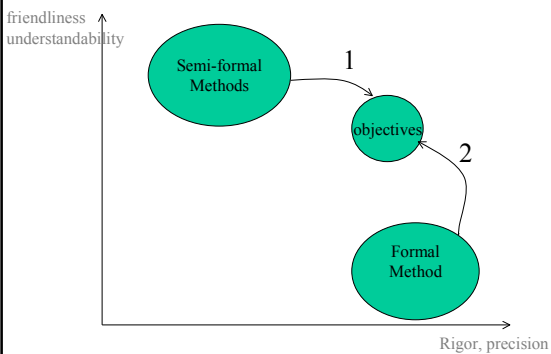 friendliness
understandability
Semi-formal
Methods
1
objectives
2
Formal
Method
Rigor, precision